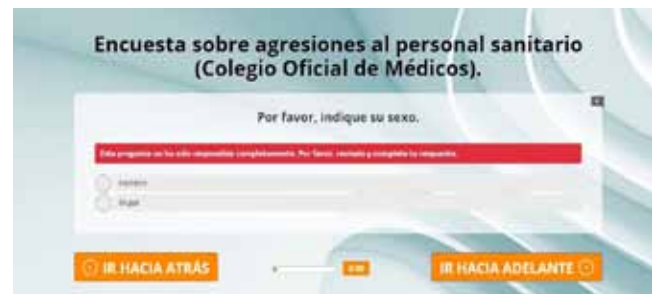 Encuesta sobre agresiones al personal sanitario
(Colegio Oficial de Médicos).
Por favor, indique su sexo.
Esta pregunta no ha sido respondida completamente. Por favor, revísela y complete la respuesta.
Hombre
Mujer
IR HACIA ATRÁS
IR HACIA ADELANTE